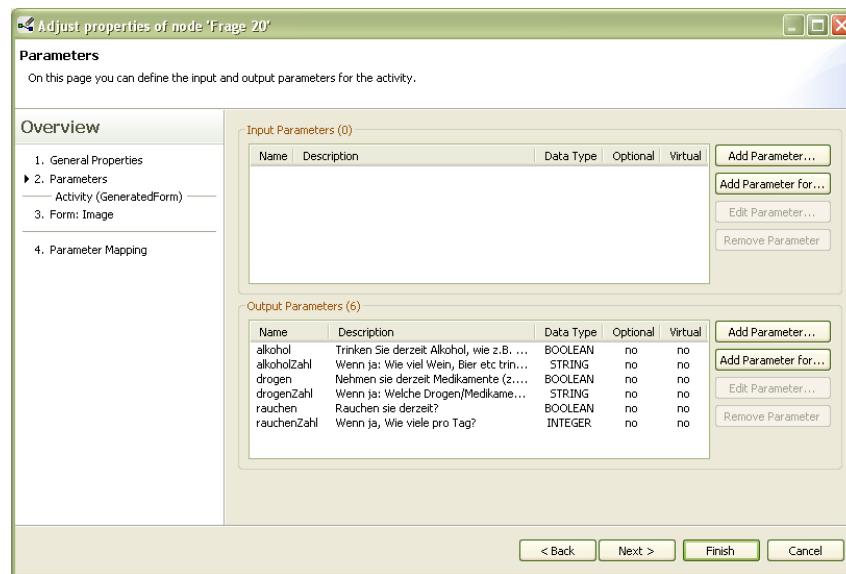 Adjust properties of node 'Frage 20'
Parameters
On this page you can define the input and output parameters for the activity.
Overview
1. General Properties
2. Parameters
Activity (GeneratedForm)
3. Form: Image
4. Parameter Mapping
Input Parameters (0)
Name Description Data Type Optional Virtual
Add Parameter...
Add Parameter for...
Edit Parameter...
Remove Parameter
Output Parameters (6)
Name Description Data Type Optional Virtual
alkohol Trinken Sie derzeit Alkohol, wie z.B. ... BOOLEAN no no
alkoholZahl Wenn ja: Wie viel Wein, Bier etc trin... STRING no no
drogen Nehmen sie derzeit Medikamente (z.... BOOLEAN no no
drogenZahl Wenn ja: Welche Drogen/Medikame... STRING no no
rauchen Rauchen sie derzeit? BOOLEAN no no
rauchenZahl Wenn ja, Wie viele pro Tag? INTEGER no no
Add Parameter...
Add Parameter for...
Edit Parameter...
Remove Parameter
< Back Next > Finish Cancel